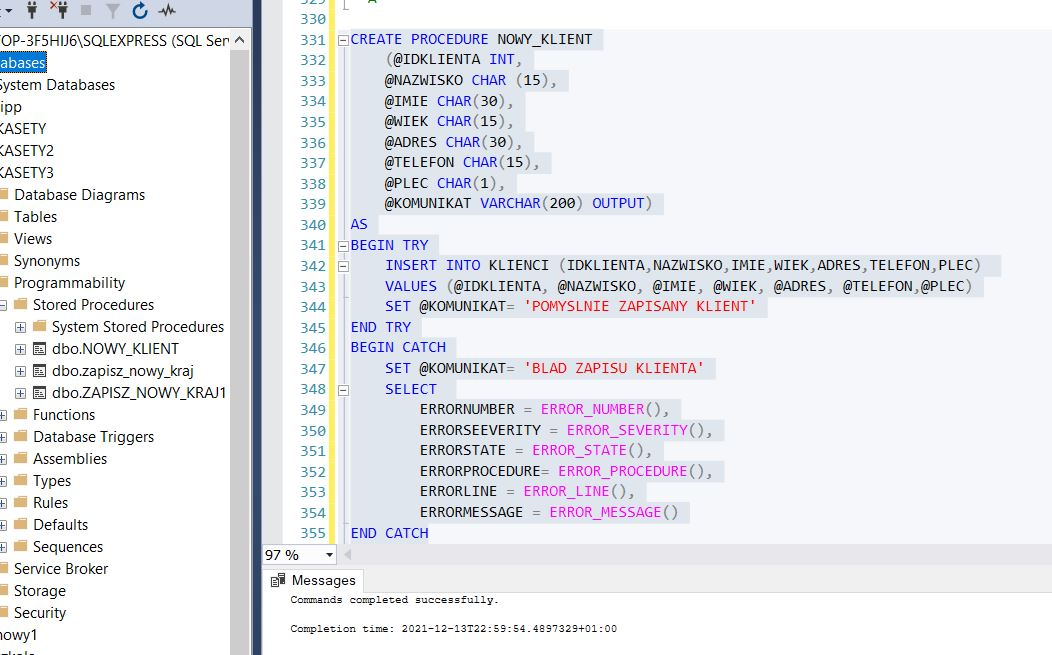 TOP-3F5HIJ6\SQLEXPRESS (SQL Ser
abases
System Databases
ipp
KASETY
KASETY2
KASETY3
Database Diagrams
Tables
Views
Synonyms
Programmability
Stored Procedures
System Stored Procedures
dbo.NOWY_KLIENT
dbo.zapisz_nowy_kraj
dbo.ZAPISZ_NOWY_KRAJ1
Functions
Database Triggers
Assemblies
Types
Rules
Defaults
Sequences
Service Broker
Storage
Security
nowy1
330
331 CREATE PROCEDURE NOWY_KLIENT
332 (@IDKLIENTA INT,
333 @NAZWISKO CHAR (15),
334 @IMIE CHAR(30),
335 @WIEK CHAR(15),
336 @ADRES CHAR(30),
337 @TELEFON CHAR(15),
338 @PLEC CHAR(1),
339 @KOMUNIKAT VARCHAR(200) OUTPUT)
340 AS
341 BEGIN TRY
342 INSERT INTO KLIENCI (IDKLIENTA,NAZWISKO,IMIE,WIEK,ADRES,TELEFON,PLEC)
343 VALUES (@IDKLIENTA, @NAZWISKO, @IMIE, @WIEK, @ADRES, @TELEFON,@PLEC)
344 SET @KOMUNIKAT= 'POMYSLNIE ZAPISANY KLIENT'
345 END TRY
346 BEGIN CATCH
347 SET @KOMUNIKAT= 'BLAD ZAPISU KLIENTA'
348 SELECT
349 ERRORNUMBER = ERROR_NUMBER(),
350 ERRORSEEVERITY = ERROR_SEVERITY(),
351 ERRORSTATE = ERROR_STATE(),
352 ERRORPROCEDURE= ERROR_PROCEDURE(),
353 ERRORLINE = ERROR_LINE(),
354 ERRORMESSAGE = ERROR_MESSAGE()
355 END CATCH
97 %
Messages
Commands completed successfully.
Completion time: 2021-12-13T22:59:54.4897329+01:00